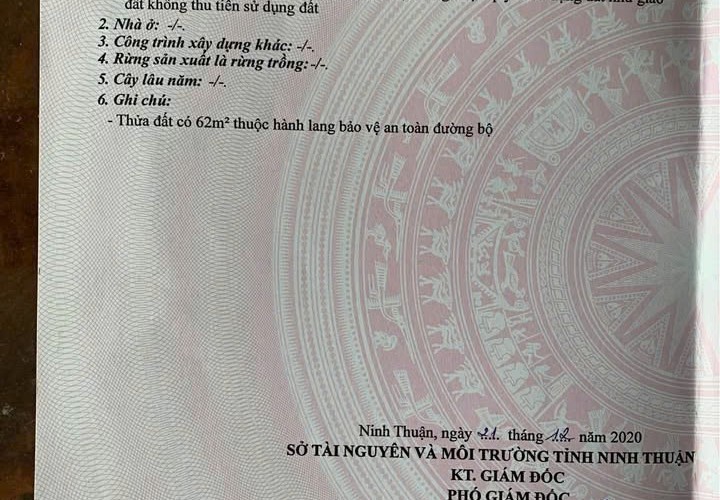 đất không thu tiền sử dụng đất
2. Nhà ở: -/-.
3. Công trình xây dựng khác: -/-.
4. Rừng sản xuất là rừng trồng: -/-.
5. Cây lâu năm: -/-.
6. Ghi chú:
- Thửa đất có 62m² thuộc hành lang bảo vệ an toàn đường bộ
Ninh Thuận, ngày 21. tháng 12 năm 2020
SỞ TÀI NGUYÊN VÀ MÔI TRƯỜNG TỈNH NINH THUẬN
KT. GIÁM ĐỐC
PHÓ GIÁM ĐỐC